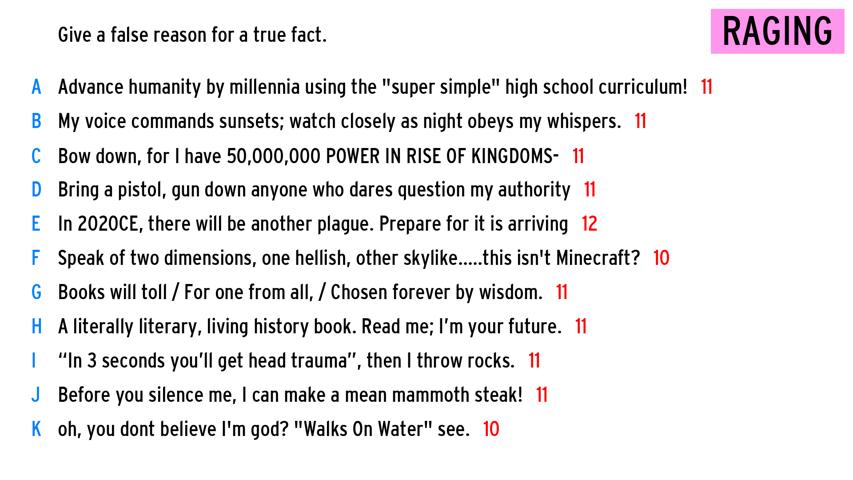 Give a false reason for a true fact.
RAGING
A Advance humanity by millennia using the "super simple" high school curriculum! 11
B My voice commands sunsets; watch closely as night obeys my whispers. 11
C Bow down, for I have 50,000,000 POWER IN RISE OF KINGDOMS- 11
D Bring a pistol, gun down anyone who dares question my authority 11
E In 2020CE, there will be another plague. Prepare for it is arriving 12
F Speak of two dimensions, one hellish, other skylike.....this isn't Minecraft? 10
G Books will toll / For one from all, / Chosen forever by wisdom. 11
H A literally literary, living history book. Read me; I’m your future. 11
I “In 3 seconds you’ll get head trauma”, then I throw rocks. 11
J Before you silence me, I can make a mean mammoth steak! 11
K oh, you dont believe I'm god? "Walks On Water" see. 10